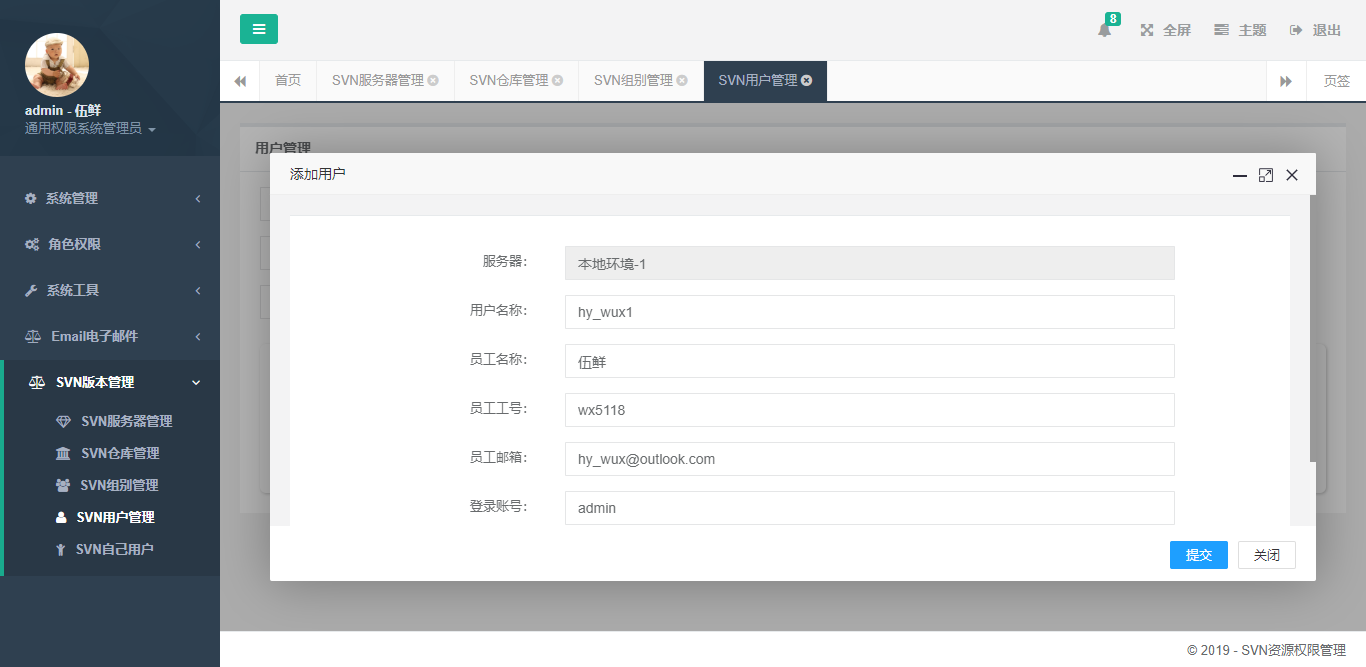 admin - 伍鲜
通用权限系统管理员
系统管理
角色权限
系统工具
Email电子邮件
SVN版本管理
SVN服务器管理
SVN仓库管理
SVN组别管理
SVN用户管理
SVN自己用户
8
全屏
主题
退出
首页
SVN服务器管理
SVN仓库管理
SVN组别管理
SVN用户管理
页签
用户管理
添加用户
服务器：
本地环境-1
用户名称：
hy_wux1
员工名称：
伍鲜
员工工号：
wx5118
员工邮箱：
hy_wux@outlook.com
登录账号：
admin
提交
关闭
© 2019 - SVN资源权限管理